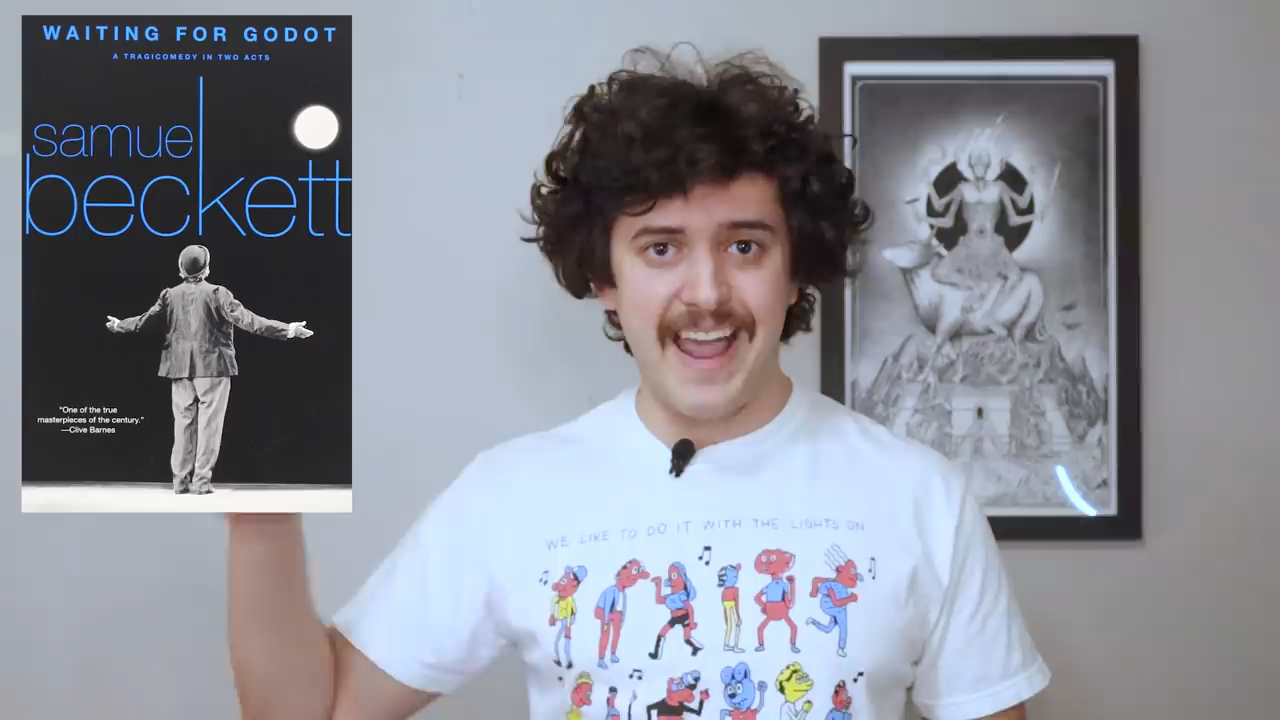 WAITING FOR GODOT
A TRAGICOMEDY IN TWO ACTS
samuel
beckett
“One of the true
masterpieces of the century.”
—Clive Barnes
WE LIKE TO DO IT WITH THE LIGHTS ON